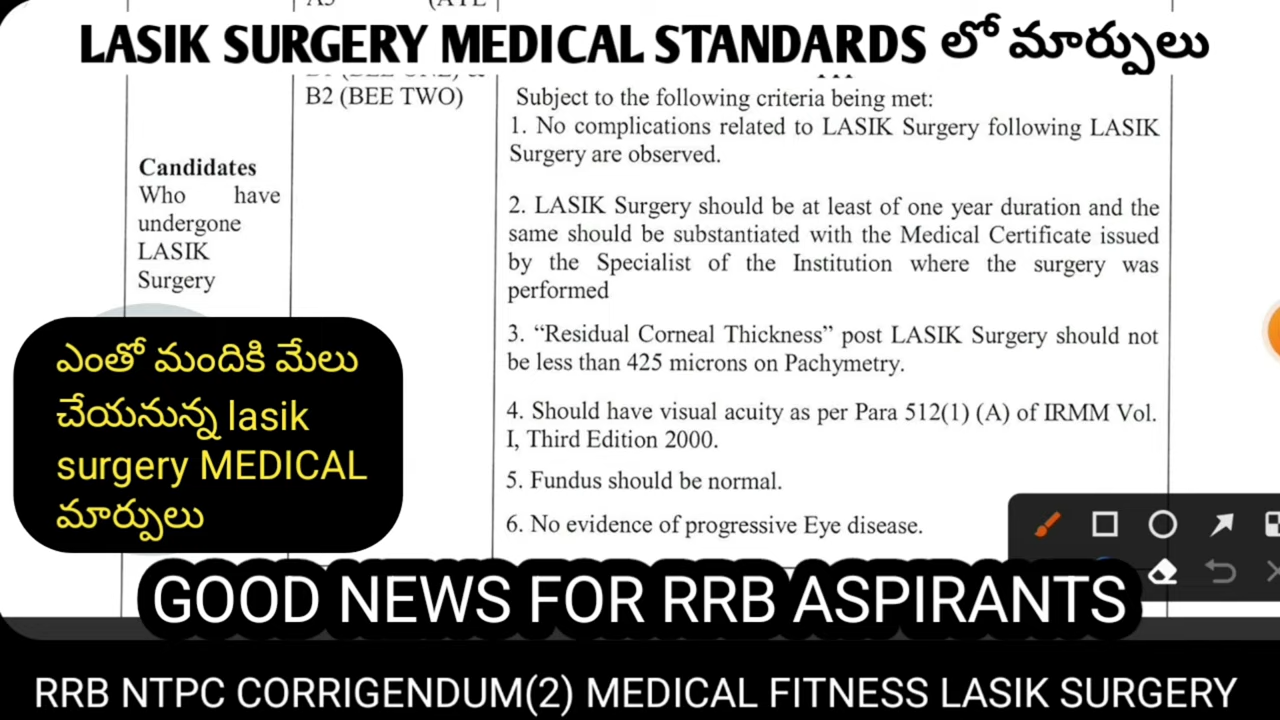 LASIK SURGERY MEDICAL STANDARDS లో మార్పులు
B2 (BEE TWO)
Candidates
Who have
undergone
LASIK
Surgery
Subject to the following criteria being met:
1. No complications related to LASIK Surgery following LASIK
Surgery are observed.
2. LASIK Surgery should be at least of one year duration and the
same should be substantiated with the Medical Certificate issued
by the Specialist of the Institution where the surgery was
performed
3. “Residual Corneal Thickness” post LASIK Surgery should not
be less than 425 microns on Pachymetry.
4. Should have visual acuity as per Para 512(1) (A) of IRMM Vol.
I, Third Edition 2000.
5. Fundus should be normal.
6. No evidence of progressive Eye disease.
ఎంతో మందికి మేలు
చేయనున్న lasik
surgery MEDICAL
మార్పులు
GOOD NEWS FOR RRB ASPIRANTS
RRB NTPC CORRIGENDUM(2) MEDICAL FITNESS LASIK SURGERY